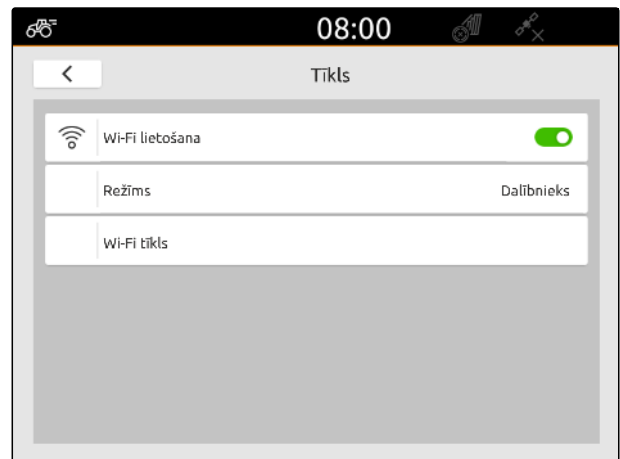 08:00
Tīkls
Wi-Fi lietošana
Režīms Dalībnieks
Wi-Fi tīkls